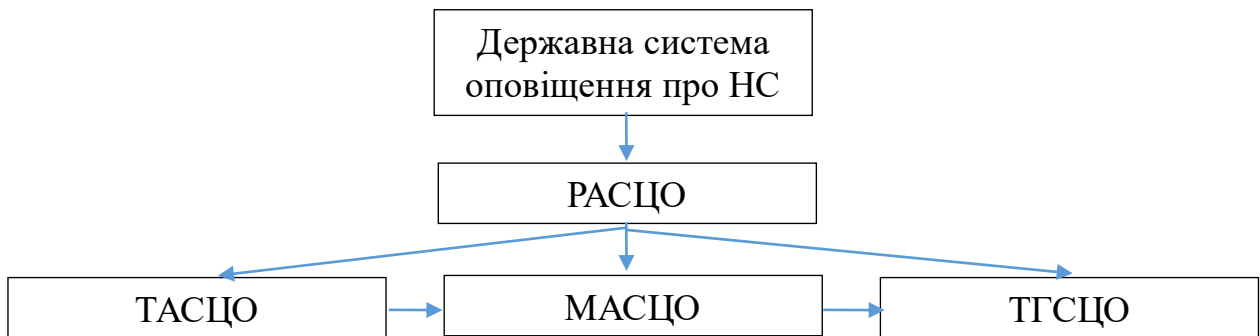 Державна система
оповіщення про НС
РАСЦО
ТАСЦО
МАСЦО
ТГСЦО